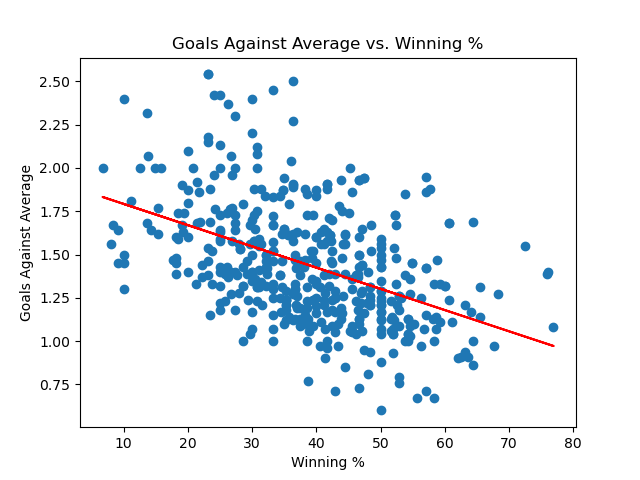 Goals Against Average vs. Winning %
Goals Against Average
2.50
2.25
2.00
1.75
1.50
1.25
1.00
0.75
10 20 30 40 50 60 70 80
Winning %